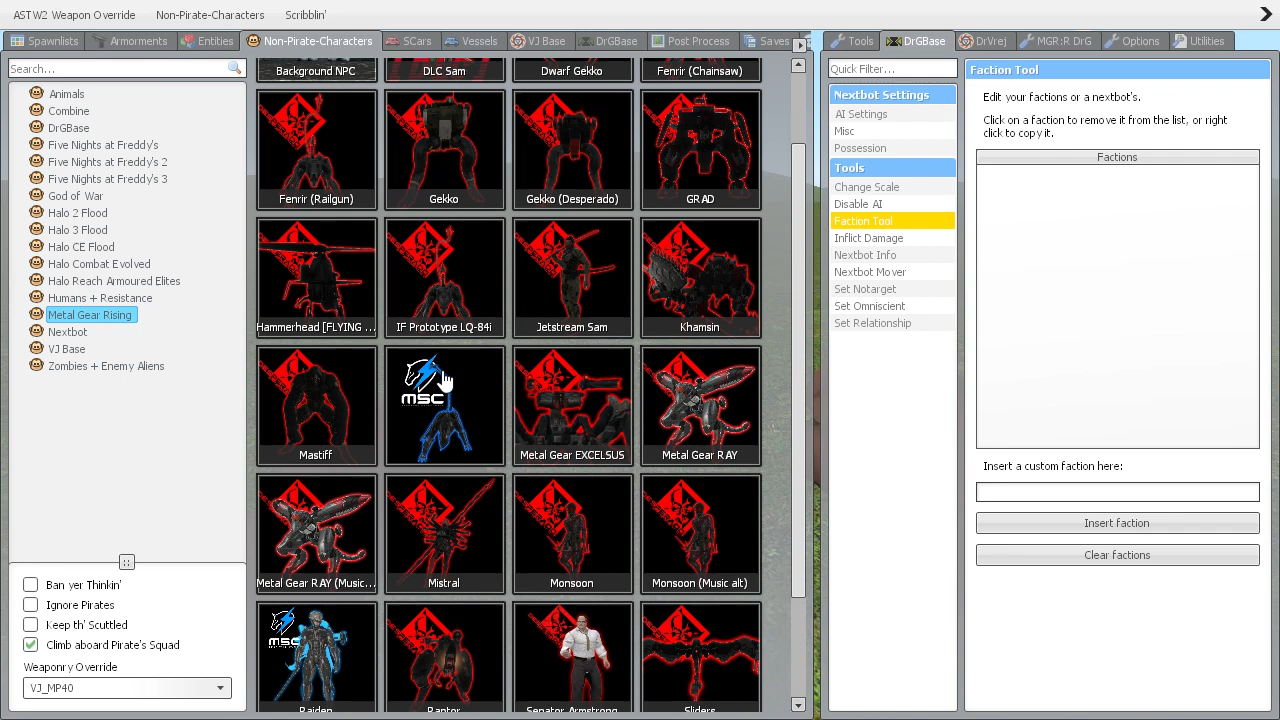 ASTW2 Weapon Override
Non-Pirate-Characters
Scribblin'
Spawnlists
Armorments
Entities
Non-Pirate-Characters
SCars
Vessels
VJ Base
DrGBase
Post Process
Saves
Search...
Animals
Combine
DrGBase
Five Nights at Freddy's
Five Nights at Freddy's 2
Five Nights at Freddy's 3
God of War
Halo 2 Flood
Halo 3 Flood
Halo CE Flood
Halo Combat Evolved
Halo Reach Armoured Elites
Humans + Resistance
Metal Gear Rising
Nextbot
VJ Base
Zombies + Enemy Aliens
Ban yer Thinkin'
Ignore Pirates
Keep th' Scuttled
Climb aboard Pirate's Squad
Weaponry Override
VJ_MP40
Background NPC
DLC Sam
Dwarf Gekko
Fenrir (Chainsaw)
Fenrir (Railgun)
Gekko
Gekko (Desperado)
GRAD
Hammerhead [FLYING ...
IF Prototype LQ-84i
Jetstream Sam
Khamsin
Mastiff
MSC
Metal Gear EXCELSUS
Metal Gear RAY
Metal Gear RAY (Music...
Mistral
Monsoon
Monsoon (Music alt)
MSC
Raiden
Raptor
Senator Armstrong
Sliders
Tools
DrGBase
DrVrej
MGR:R DrG
Options
Utilities
Quick Filter...
Nextbot Settings
AI Settings
Misc
Possession
Tools
Change Scale
Disable AI
Faction Tool
Inflict Damage
Nextbot Info
Nextbot Mover
Set Notarget
Set Omniscient
Set Relationship
Faction Tool
Edit your factions or a nextbot's.
Click on a faction to remove it from the list, or right
click to copy it.
Factions
Insert a custom faction here:
Insert faction
Clear factions